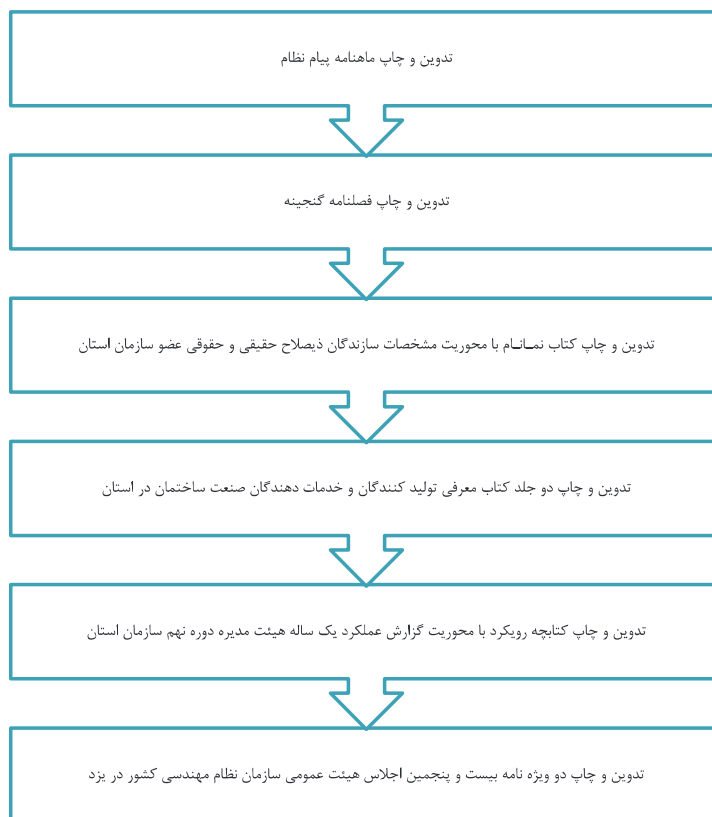 تدوین و چاپ ماهنامه پیام نظام
تدوین و چاپ فصلنامه گنجینه
تدوین و چاپ کتاب نمـانـام با محوریت مشخصات سازندگان ذیصلاح حقیقی و حقوقی عضو سازمان استان
تدوین و چاپ دو جلد کتاب معرفی تولید کنندگان و خدمات دهندگان صنعت ساختمان در استان
تدوین و چاپ کتابچه رویکرد با محوریت گزارش عملکرد یک ساله هیئت مدیره دوره نهم سازمان استان
تدوین و چاپ دو ویژه نامه بیست و پنجمین اجلاس هیئت عمومی سازمان نظام مهندسی کشور در یزد